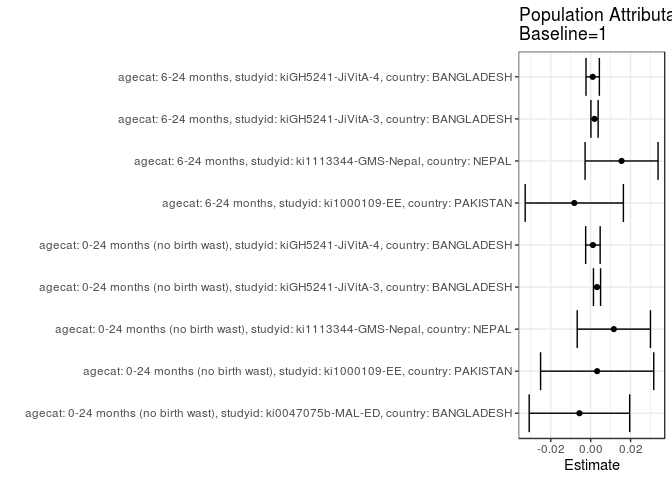 Population Attributa
Baseline=1
agecat: 6-24 months, studyid: kiGH5241-JiVitA-4, country: BANGLADESH
agecat: 6-24 months, studyid: kiGH5241-JiVitA-3, country: BANGLADESH
agecat: 6-24 months, studyid: ki1113344-GMS-Nepal, country: NEPAL
agecat: 6-24 months, studyid: ki1000109-EE, country: PAKISTAN
agecat: 0-24 months (no birth wast), studyid: kiGH5241-JiVitA-4, country: BANGLADESH
agecat: 0-24 months (no birth wast), studyid: kiGH5241-JiVitA-3, country: BANGLADESH
agecat: 0-24 months (no birth wast), studyid: ki1113344-GMS-Nepal, country: NEPAL
agecat: 0-24 months (no birth wast), studyid: ki1000109-EE, country: PAKISTAN
agecat: 0-24 months (no birth wast), studyid: ki0047075b-MAL-ED, country: BANGLADESH
-0.02 0.00 0.02
Estimate